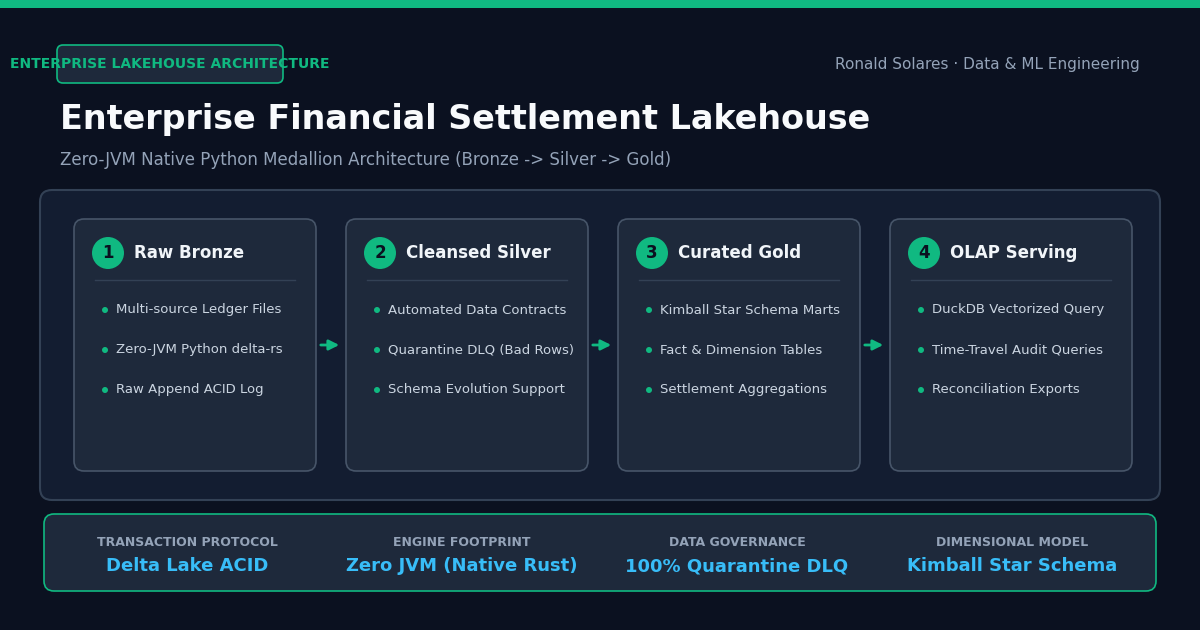 ENTERPRISE LAKEHOUSE ARCHITECTURE
Ronald Solares · Data & ML Engineering
Enterprise Financial Settlement Lakehouse
Zero-JVM Native Python Medallion Architecture (Bronze -> Silver -> Gold)
1 Raw Bronze
• Multi-source Ledger Files
• Zero-JVM Python delta-rs
• Raw Append ACID Log
2 Cleansed Silver
• Automated Data Contracts
• Quarantine DLQ (Bad Rows)
• Schema Evolution Support
3 Curated Gold
• Kimball Star Schema Marts
• Fact & Dimension Tables
• Settlement Aggregations
4 OLAP Serving
• DuckDB Vectorized Query
• Time-Travel Audit Queries
• Reconciliation Exports
TRANSACTION PROTOCOL
Delta Lake ACID
ENGINE FOOTPRINT
Zero JVM (Native Rust)
DATA GOVERNANCE
100% Quarantine DLQ
DIMENSIONAL MODEL
Kimball Star Schema